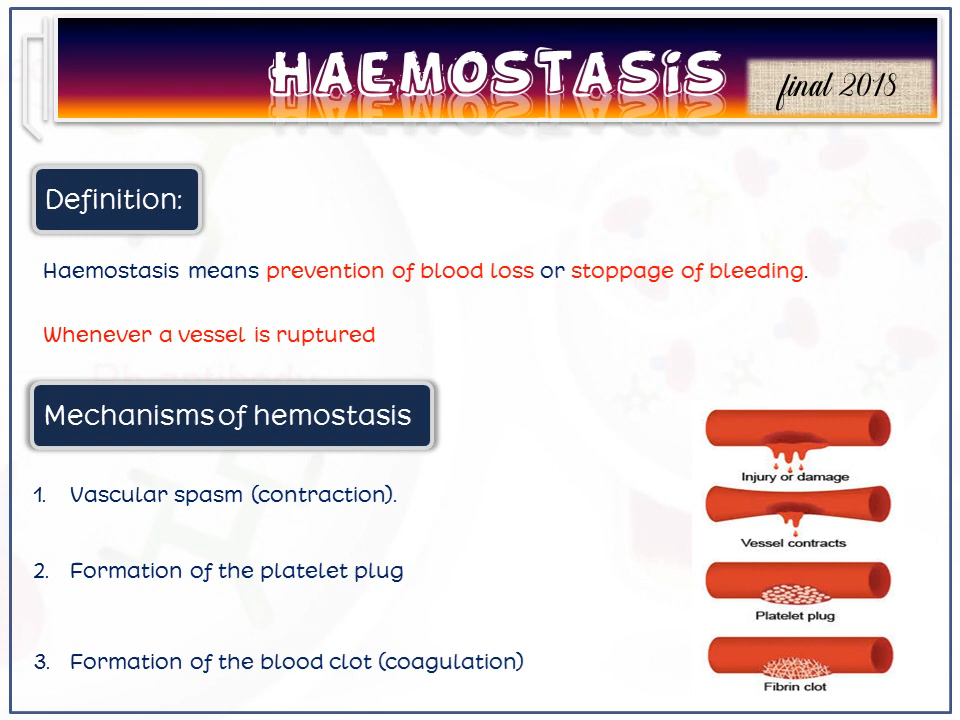 HAEMOSTASiS
final 2018
Definition:
Haemostasis means prevention of blood loss or stoppage of bleeding.
Whenever a vessel is ruptured
Mechanisms of hemostasis
1. Vascular spasm (contraction).
2. Formation of the platelet plug
3. Formation of the blood clot (coagulation)
Injury or damage
Vessel contracts
Platelet plug
Fibrin clot